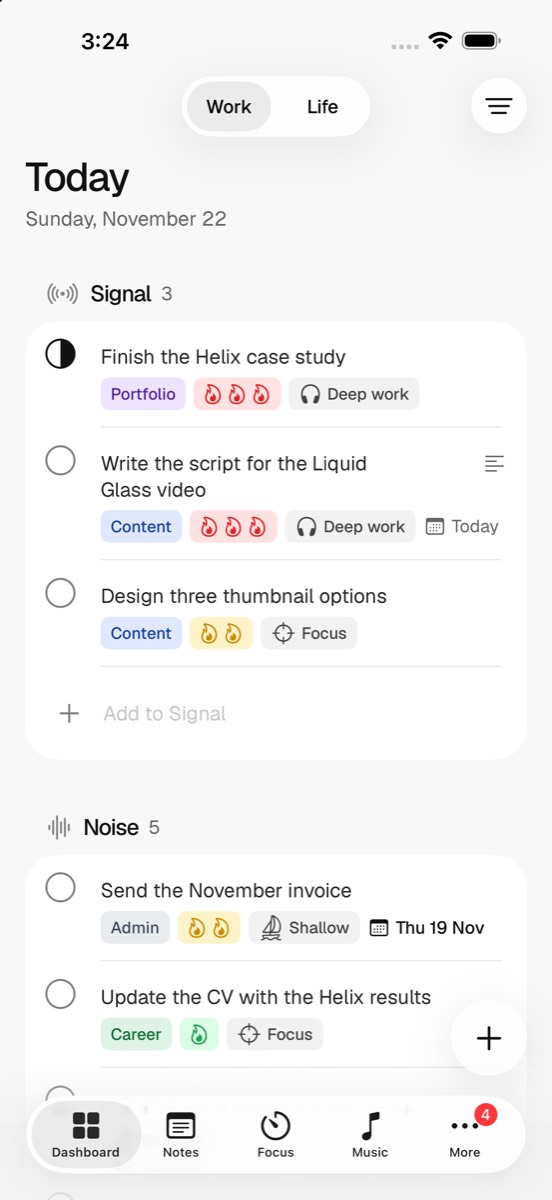 3:24
Work
Life
Today
Sunday, November 22
Signal 3
Finish the Helix case study
Portfolio
Deep work
Write the script for the Liquid
Glass video
Content
Deep work
Today
Design three thumbnail options
Content
Focus
Add to Signal
Noise 5
Send the November invoice
Admin
Shallow
Thu 19 Nov
Update the CV with the Helix results
Career
Focus
4
Dashboard
Notes
Focus
Music
More